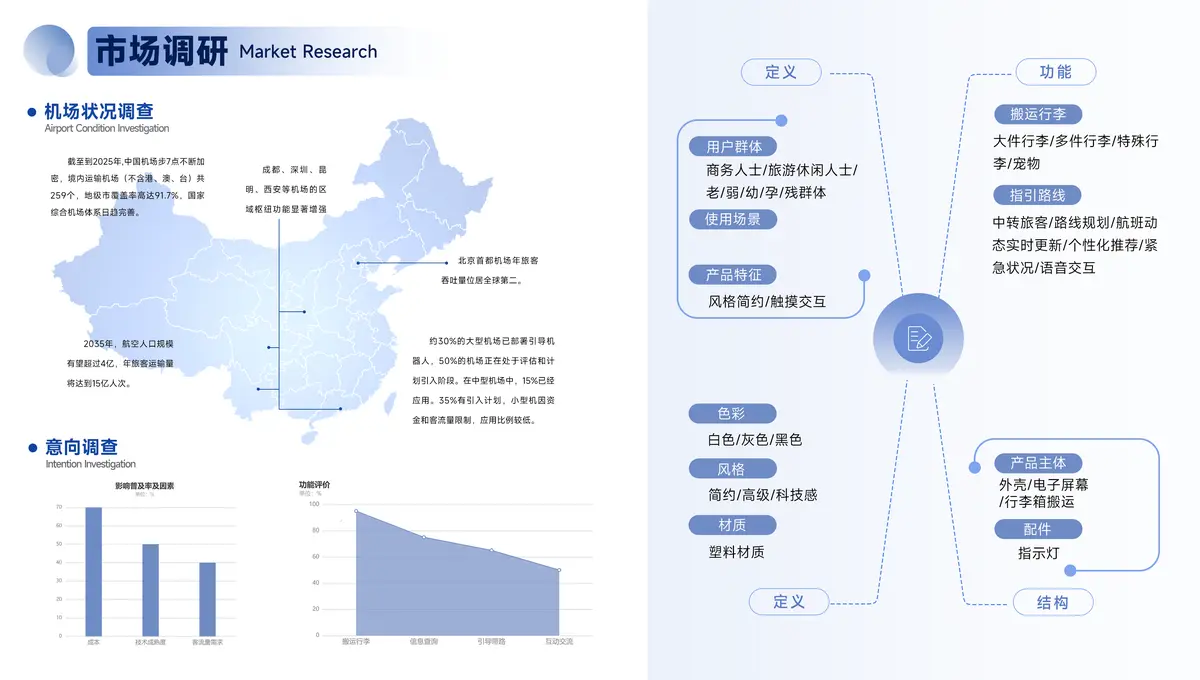 市场调研 Market Research
机场状况调查
Airport Condition Investigation
截至到2025年,中国机场步7点不断加
密，境内运输机场（不含港、澳、台）共
259个，地级市覆盖率高达91.7%，国家
综合机场体系日趋完善。
成都、深圳、昆
明、西安等机场的区
域枢纽功能显著增强
北京首都机场年旅客
吞吐量位居全球第二。
2035年，航空人口规模
有望超过4亿，年旅客运输量
将达到15亿人次。
约30%的大型机场已部署引导机
器人，50%的机场正在处于评估和计
划引入阶段。在中型机场中，15%已经
应用。35%有引入计划，小型机因资
金和客流量限制，应用比例较低。
意向调查
Intention Investigation
影响普及率及因素
单位：%
70
60
50
40
30
20
10
0
成本 技术成熟度 客流量需求
功能评价
单位：%
100
80
60
40
20
0
搬运行李 信息查询 引导带路 互动交流
定义
用户群体
商务人士/旅游休闲人士/
老/弱/幼/孕/残群体
使用场景
产品特征
风格简约/触摸交互
功能
搬运行李
大件行李/多件行李/特殊行
李/宠物
指引路线
中转旅客/路线规划/航班动
态实时更新/个性化推荐/紧
急状况/语音交互
色彩
白色/灰色/黑色
风格
简约/高级/科技感
材质
塑料材质
定义
产品主体
外壳/电子屏幕
/行李箱搬运
配件
指示灯
结构